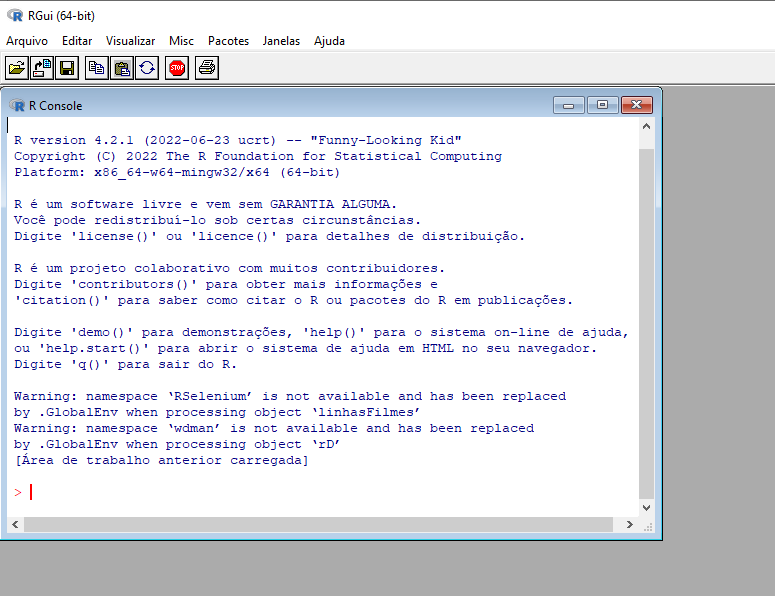 RGui (64-bit)
Arquivo Editar Visualizar Misc Pacotes Janelas Ajuda
STOP
R Console
R version 4.2.1 (2022-06-23 ucrt) -- "Funny-Looking Kid"
Copyright (C) 2022 The R Foundation for Statistical Computing
Platform: x86_64-w64-mingw32/x64 (64-bit)
R é um software livre e vem sem GARANTIA ALGUMA.
Você pode redistribuí-lo sob certas circunstâncias.
Digite 'license()' ou 'licence()' para detalhes de distribuição.
R é um projeto colaborativo com muitos contribuidores.
Digite 'contributors()' para obter mais informações e
'citation()' para saber como citar o R ou pacotes do R em publicações.
Digite 'demo()' para demonstrações, 'help()' para o sistema on-line de ajuda,
ou 'help.start()' para abrir o sistema de ajuda em HTML no seu navegador.
Digite 'q()' para sair do R.
Warning: namespace ‘RSelenium’ is not available and has been replaced
by .GlobalEnv when processing object ‘linhasFilmes’
Warning: namespace ‘wdman’ is not available and has been replaced
by .GlobalEnv when processing object ‘rD’
[Área de trabalho anterior carregada]
>